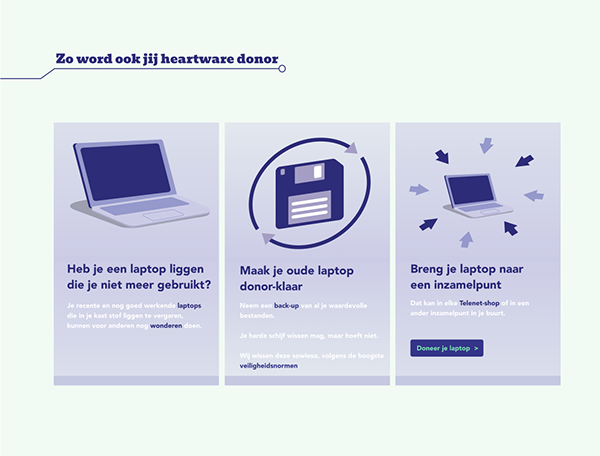 Zo word ook jij heartware donor
Heb je een laptop liggen
die je niet meer gebruikt?
Je recente en nog goed werkende laptops
die in je kast stof liggen te vergaren,
kunnen voor anderen nog wonderen doen.
Maak je oude laptop
donor-klaar
Neem een back-up van al je waardevolle
bestanden.
Je harde schijf wissen mag, maar hoeft niet.
Wij wissen deze sowieso, volgens de hoogste
veiligheidsnormen
Breng je laptop naar
een inzamelpunt
Dat kan in elke Telenet-shop of in een
ander inzamelpunt in je buurt.
Doneer je laptop >